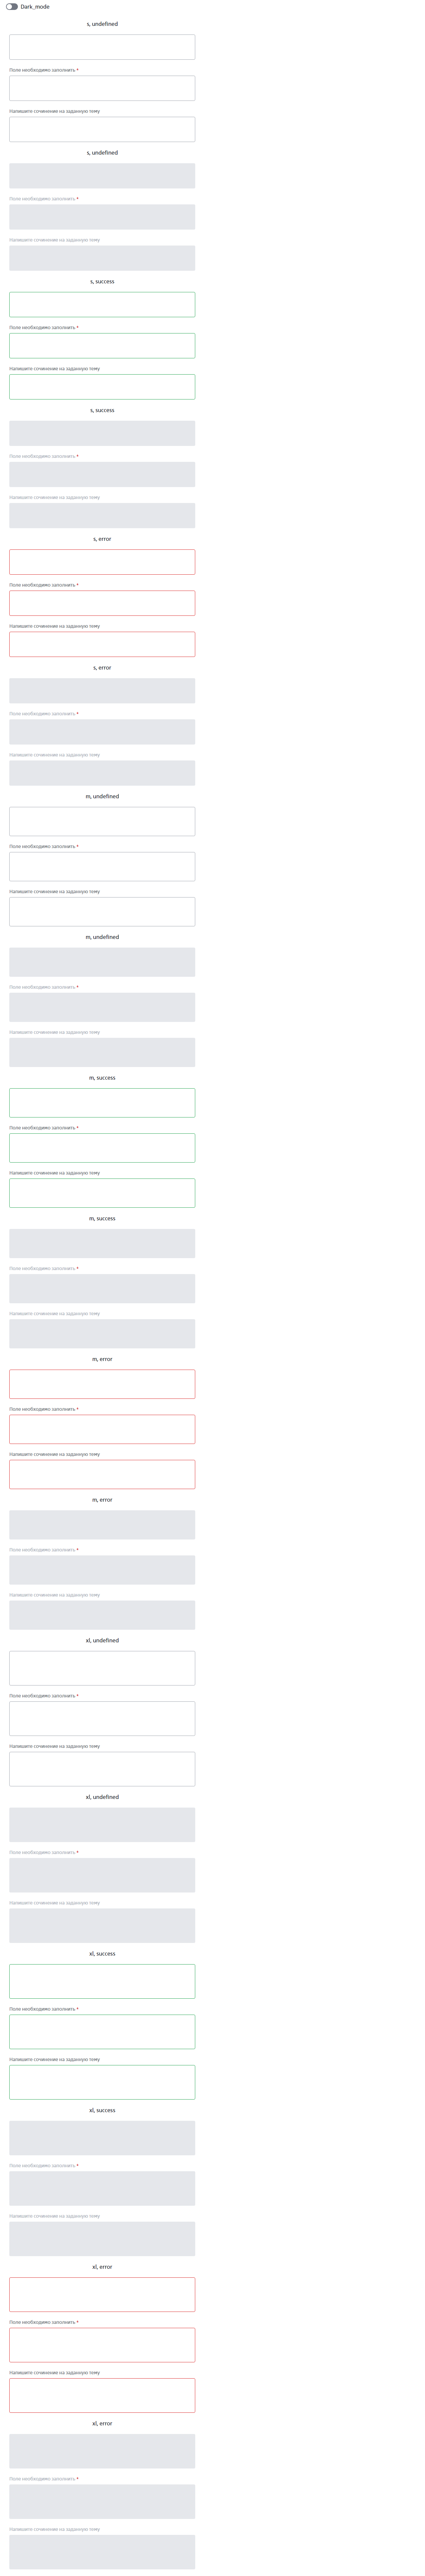 Dark_mode
s, undefined
Поле необходимо заполнить *
Напишите сочинение на заданную тему
s, undefined
Поле необходимо заполнить *
Напишите сочинение на заданную тему
s, success
Поле необходимо заполнить *
Напишите сочинение на заданную тему
s, success
Поле необходимо заполнить *
Напишите сочинение на заданную тему
s, error
Поле необходимо заполнить *
Напишите сочинение на заданную тему
s, error
Поле необходимо заполнить *
Напишите сочинение на заданную тему
m, undefined
Поле необходимо заполнить *
Напишите сочинение на заданную тему
m, undefined
Поле необходимо заполнить *
Напишите сочинение на заданную тему
m, success
Поле необходимо заполнить *
Напишите сочинение на заданную тему
m, success
Поле необходимо заполнить *
Напишите сочинение на заданную тему
m, error
Поле необходимо заполнить *
Напишите сочинение на заданную тему
m, error
Поле необходимо заполнить *
Напишите сочинение на заданную тему
xl, undefined
Поле необходимо заполнить *
Напишите сочинение на заданную тему
xl, undefined
Поле необходимо заполнить *
Напишите сочинение на заданную тему
xl, success
Поле необходимо заполнить *
Напишите сочинение на заданную тему
xl, success
Поле необходимо заполнить *
Напишите сочинение на заданную тему
xl, error
Поле необходимо заполнить *
Напишите сочинение на заданную тему
xl, error
Поле необходимо заполнить *
Напишите сочинение на заданную тему